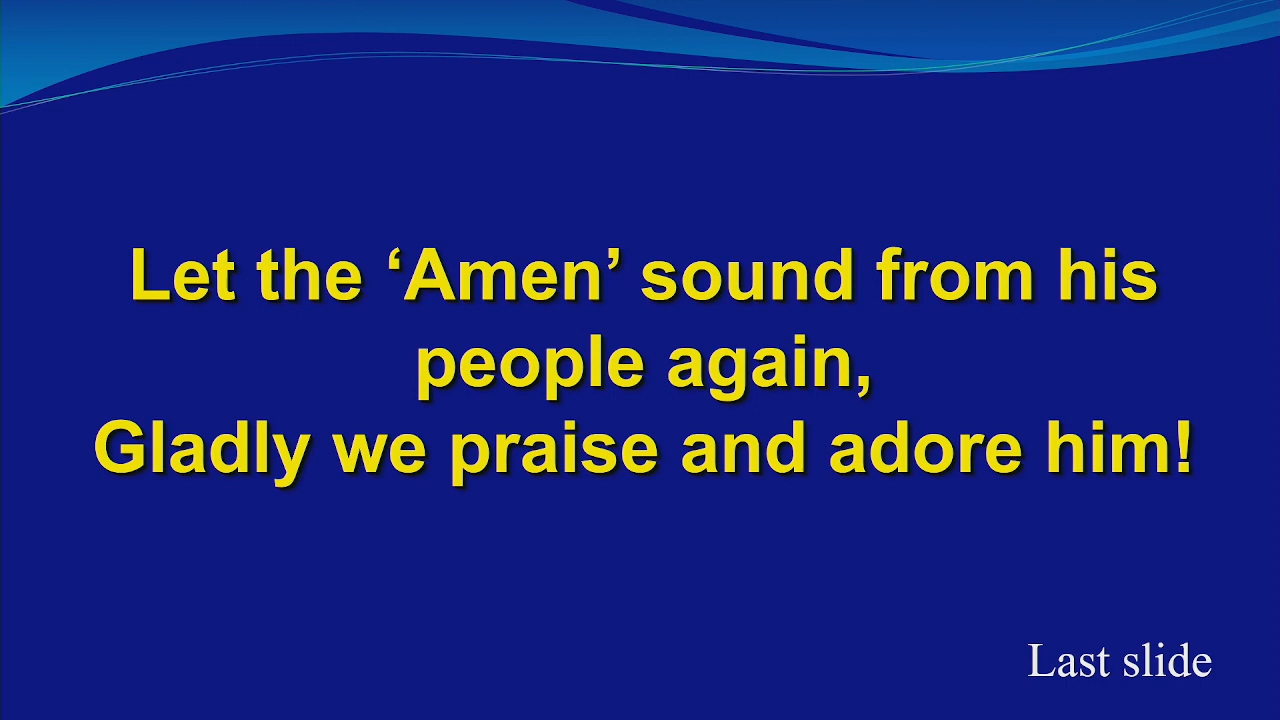 Let the ‘Amen’ sound from his
people again,
Gladly we praise and adore him!
Last slide